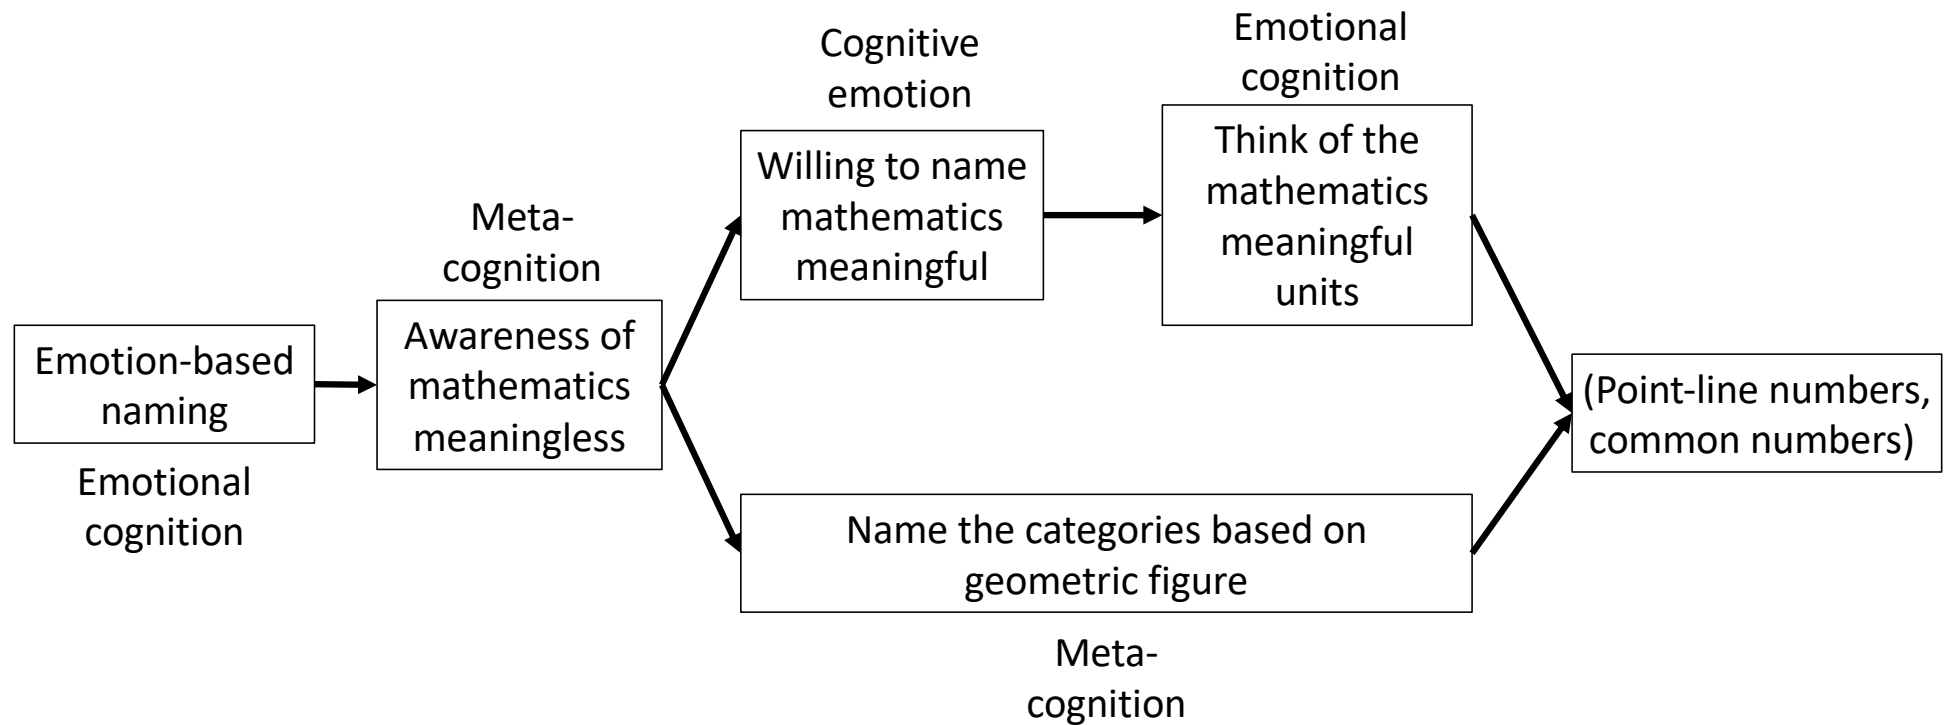 Emotion-based
naming
Emotional
cognition
Meta-
cognition
Awareness of
mathematics
meaningless
Cognitive
emotion
Willing to name
mathematics
meaningful
Emotional
cognition
Think of the
mathematics
meaningful
units
Name the categories based on
geometric figure
Meta-
cognition
(Point-line numbers,
common numbers)